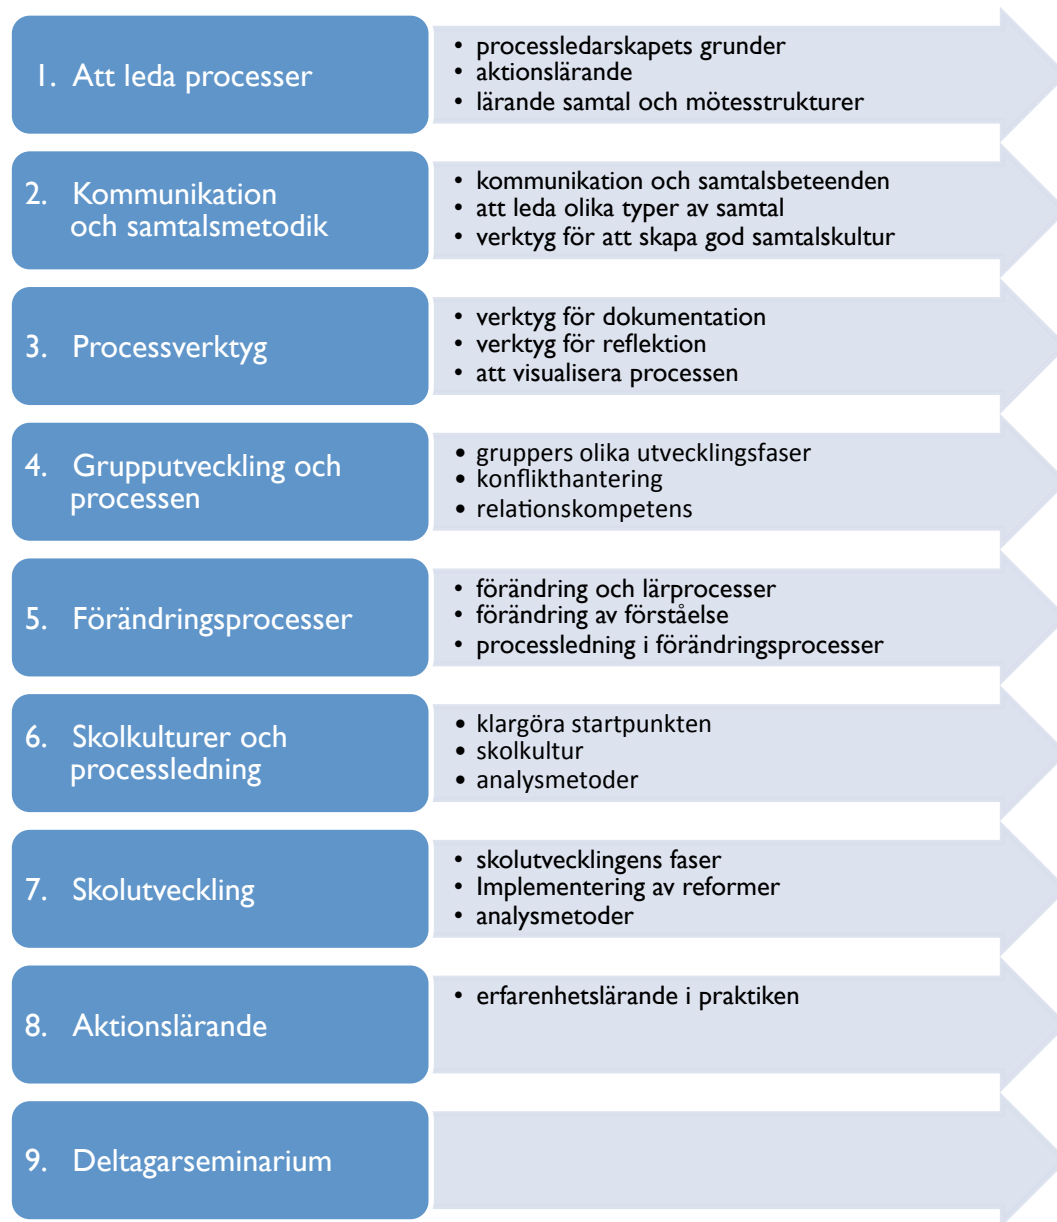 1. Att leda processer
• processledarskapets grunder
• aktionslärande
• lärande samtal och mötesstrukturer
2. Kommunikation
och samtalsmetodik
• kommunikation och samtalsbeteenden
• att leda olika typer av samtal
• verktyg för att skapa god samtalskultur
3. Processverktyg
• verktyg för dokumentation
• verktyg för reflektion
• att visualisera processen
4. Grupputveckling och
processen
• gruppers olika utvecklingsfaser
• konflikthantering
• relationskompetens
5. Förändringsprocesser
• förändring och lärprocesser
• förändring av förståelse
• processledning i förändringsprocesser
6. Skolkulturer och
processledning
• klargöra startpunkten
• skolkultur
• analysmetoder
7. Skolutveckling
• skolutvecklingens faser
• Implementering av reformer
• analysmetoder
8. Aktionslärande
• erfarenhetslärande i praktiken
9. Deltagarseminarium